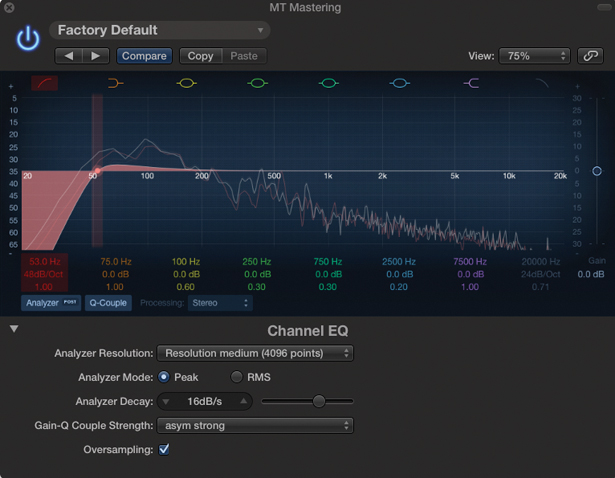 MT Mastering
Factory Default
Compare Copy Paste View: 75%
+ +
5 30
10 25
15 20
20 15
25 10
30 5
35 20 50 100 200 500 1k 2k 5k 10k 20k 0
40 5
45 10
50 15
55 20
60 25
65 30
- -
53.0 Hz 75.0 Hz 100 Hz 250 Hz 750 Hz 2500 Hz 7500 Hz 20000 Hz Gain
48dB/Oct 0.0 dB 0.0 dB 0.0 dB 0.0 dB 0.0 dB 0.0 dB 24dB/Oct 0.0 dB
1.00 1.00 0.60 0.30 0.30 0.20 1.00 0.71
Analyzer POST Q-Couple Processing: Stereo
Channel EQ
Analyzer Resolution: Resolution medium (4096 points)
Analyzer Mode: Peak RMS
Analyzer Decay: 16dB/s
Gain-Q Couple Strength: asym strong
Oversampling: